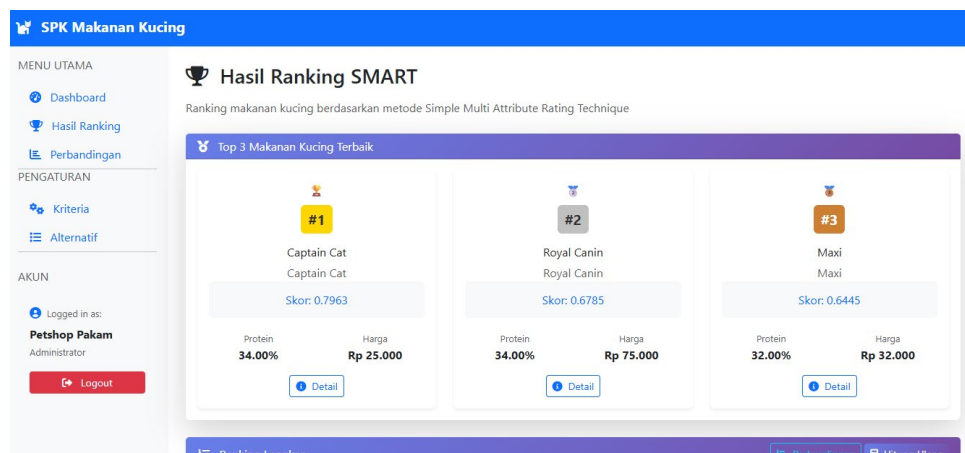 SPK Makanan Kucing
MENU UTAMA
Dashboard
Hasil Ranking
Perbandingan
PENGATURAN
Kriteria
Alternatif
AKUN
Logged in as:
Petshop Pakam
Administrator
Logout
Hasil Ranking SMART
Ranking makanan kucing berdasarkan metode Simple Multi Attribute Rating Technique
Top 3 Makanan Kucing Terbaik
#1
Captain Cat
Captain Cat
Skor: 0.7963
Protein Harga
34.00% Rp 25.000
Detail
#2
Royal Canin
Royal Canin
Skor: 0.6785
Protein Harga
34.00% Rp 75.000
Detail
#3
Maxi
Maxi
Skor: 0.6445
Protein Harga
32.00% Rp 32.000
Detail